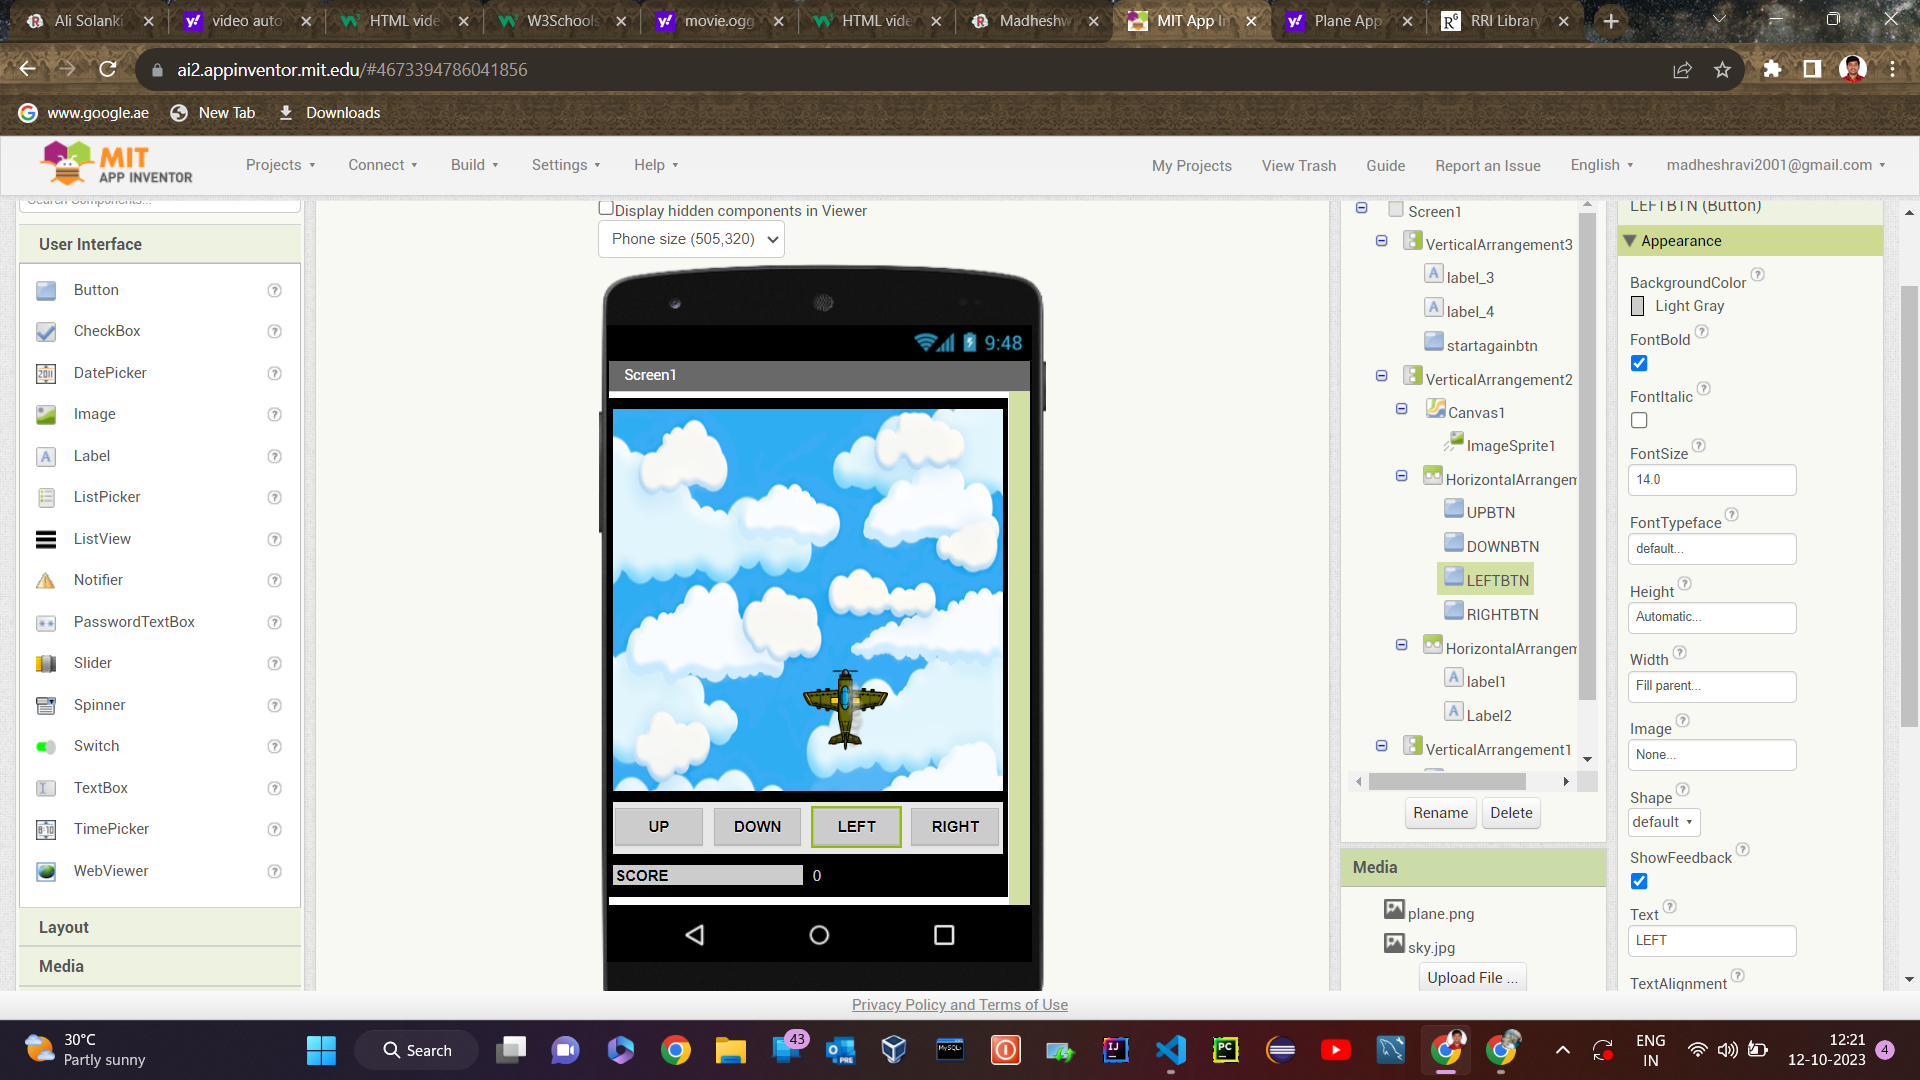 Ali Solanki
video auto
HTML vide
W3Schools
movie.ogg
HTML vide
Madheshw
MIT App In
Plane App
RRI Library
ai2.appinventor.mit.edu/#4673394786041856
www.google.ae
New Tab
Downloads
MIT
APP INVENTOR
Projects
Connect
Build
Settings
Help
My Projects
View Trash
Guide
Report an Issue
English
madheshravi2001@gmail.com
Search Components...
User Interface
Button
CheckBox
DatePicker
Image
Label
ListPicker
ListView
Notifier
PasswordTextBox
Slider
Spinner
Switch
TextBox
TimePicker
WebViewer
Layout
Media
Display hidden components in Viewer
Phone size (505,320)
9:48
Screen1
UP
DOWN
LEFT
RIGHT
SCORE
0
Screen1
VerticalArrangement3
label_3
label_4
startagainbtn
VerticalArrangement2
Canvas1
ImageSprite1
HorizontalArrangem
UPBTN
DOWNBTN
LEFTBTN
RIGHTBTN
HorizontalArrangem
label1
Label2
VerticalArrangement1
Rename
Delete
Media
plane.png
sky.jpg
Upload File ...
LEFTBTN (Button)
Appearance
BackgroundColor
Light Gray
FontBold
FontItalic
FontSize
14.0
FontTypeface
default...
Height
Automatic...
Width
Fill parent...
Image
None...
Shape
default
ShowFeedback
Text
LEFT
TextAlignment
Privacy Policy and Terms of Use
30°C
Partly sunny
Search
43
PRE
MySQL
IJ
PC
ENG
IN
12:21
12-10-2023
4